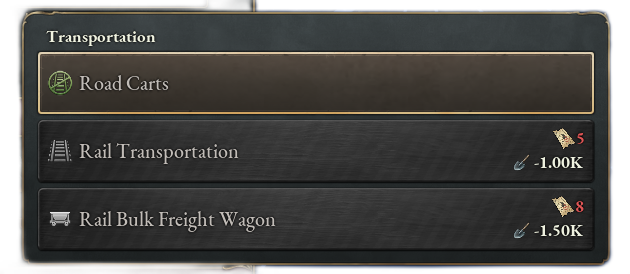 Transportation
Road Carts
Rail Transportation
5
-1.00K
Rail Bulk Freight Wagon
8
-1.50K